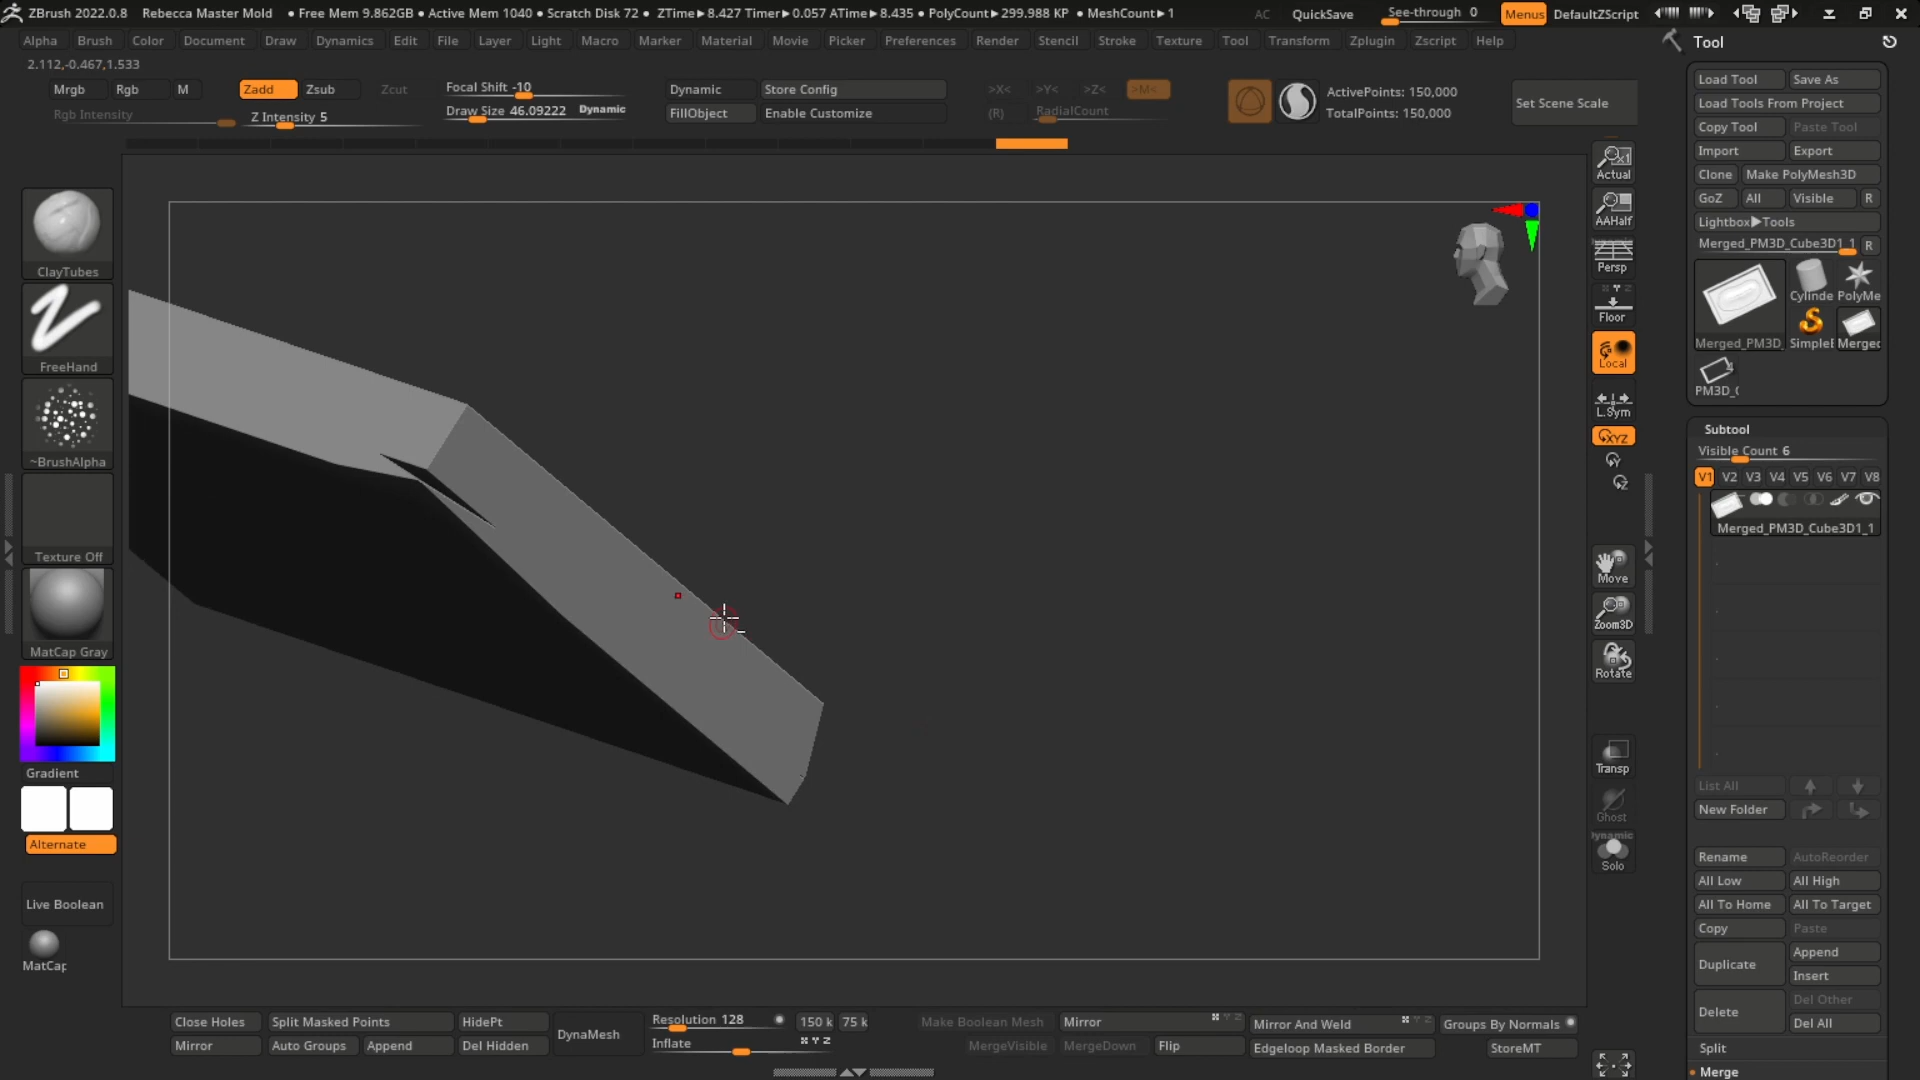 ZBrush 2022.0.8 Rebecca Master Mold • Free Mem 9.862GB • Active Mem 1040 • Scratch Disk 72 • ZTime▶8.427 Timer▶0.057 ATime▶8.435 • PolyCount▶299.988 KP • MeshCount▶1 AC QuickSave See-through 0 Menus DefaultZScript
Alpha Brush Color Document Draw Dynamics Edit File Layer Light Macro Marker Material Movie Picker Preferences Render Stencil Stroke Texture Tool Transform Zplugin Zscript Help
2.112,-0.467,1.533
Mrgb Rgb M Zadd Zsub Zcut Focal Shift -10 Dynamic Store Config >X< >Y< >Z< >M< ActivePoints: 150,000
Rgb Intensity Z Intensity 5 Draw Size 46.09222 Dynamic FillObject Enable Customize (R) RadialCount TotalPoints: 150,000
Set Scene Scale
ClayTubes
FreeHand
~BrushAlpha
Texture Off
MatCap Gray
Gradient
Alternate
Live Boolean
MatCap
Actual
AAHalf
Dynamic
Persp
X Y Z
Floor
Local
L.Sym
XYZ
Y
Z
Move
Zoom3D
Rotate
Transp
Ghost
Dynamic
Solo
Tool
Load Tool Save As
Load Tools From Project
Copy Tool Paste Tool
Import Export
Clone Make PolyMesh3D
GoZ All Visible R
Lightbox▶Tools
Merged_PM3D_Cube3D1_1 R
Cylinde PolyMe
Merged_PM3D_ SimpleB Merged
4
PM3D_C
Subtool
Visible Count 6
V1 V2 V3 V4 V5 V6 V7 V8
Merged_PM3D_Cube3D1_1
List All
New Folder
Rename AutoReorder
All Low All High
All To Home All To Target
Copy Paste
Duplicate Append
Insert
Delete Del Other
Del All
Split
• Merge
Close Holes Split Masked Points HidePt DynaMesh Resolution 128 150 k 75 k Make Boolean Mesh Mirror X Y Z Mirror And Weld X Y Z Groups By Normals
Mirror Auto Groups Append Del Hidden Inflate X Y Z MergeVisible MergeDown Flip Edgeloop Masked Border StoreMT